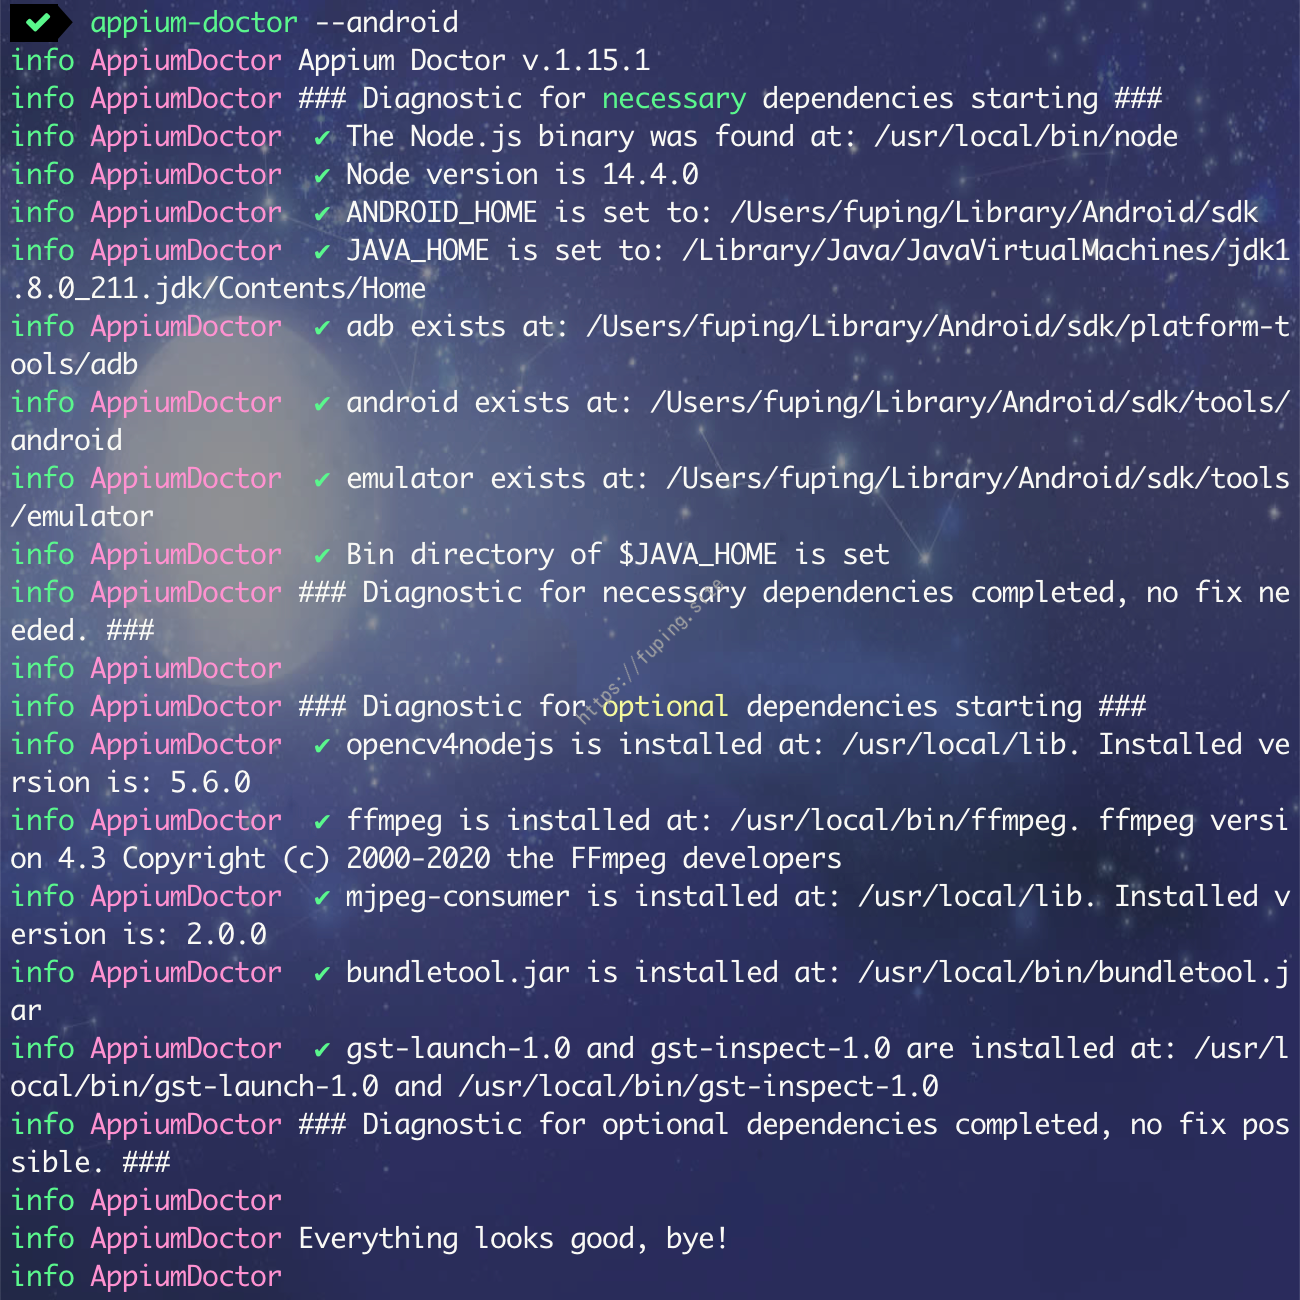 ✔ appium-doctor --android
info AppiumDoctor Appium Doctor v.1.15.1
info AppiumDoctor ### Diagnostic for necessary dependencies starting ###
info AppiumDoctor  ✔ The Node.js binary was found at: /usr/local/bin/node
info AppiumDoctor  ✔ Node version is 14.4.0
info AppiumDoctor  ✔ ANDROID_HOME is set to: /Users/fuping/Library/Android/sdk
info AppiumDoctor  ✔ JAVA_HOME is set to: /Library/Java/JavaVirtualMachines/jdk1
.8.0_211.jdk/Contents/Home
info AppiumDoctor  ✔ adb exists at: /Users/fuping/Library/Android/sdk/platform-t
ools/adb
info AppiumDoctor  ✔ android exists at: /Users/fuping/Library/Android/sdk/tools/
android
info AppiumDoctor  ✔ emulator exists at: /Users/fuping/Library/Android/sdk/tools
/emulator
info AppiumDoctor  ✔ Bin directory of $JAVA_HOME is set
info AppiumDoctor ### Diagnostic for necessary dependencies completed, no fix ne
eded. ###
info AppiumDoctor
info AppiumDoctor ### Diagnostic for optional dependencies starting ###
info AppiumDoctor  ✔ opencv4nodejs is installed at: /usr/local/lib. Installed ve
rsion is: 5.6.0
info AppiumDoctor  ✔ ffmpeg is installed at: /usr/local/bin/ffmpeg. ffmpeg versi
on 4.3 Copyright (c) 2000-2020 the FFmpeg developers
info AppiumDoctor  ✔ mjpeg-consumer is installed at: /usr/local/lib. Installed v
ersion is: 2.0.0
info AppiumDoctor  ✔ bundletool.jar is installed at: /usr/local/bin/bundletool.j
ar
info AppiumDoctor  ✔ gst-launch-1.0 and gst-inspect-1.0 are installed at: /usr/l
ocal/bin/gst-launch-1.0 and /usr/local/bin/gst-inspect-1.0
info AppiumDoctor ### Diagnostic for optional dependencies completed, no fix pos
sible. ###
info AppiumDoctor
info AppiumDoctor Everything looks good, bye!
info AppiumDoctor